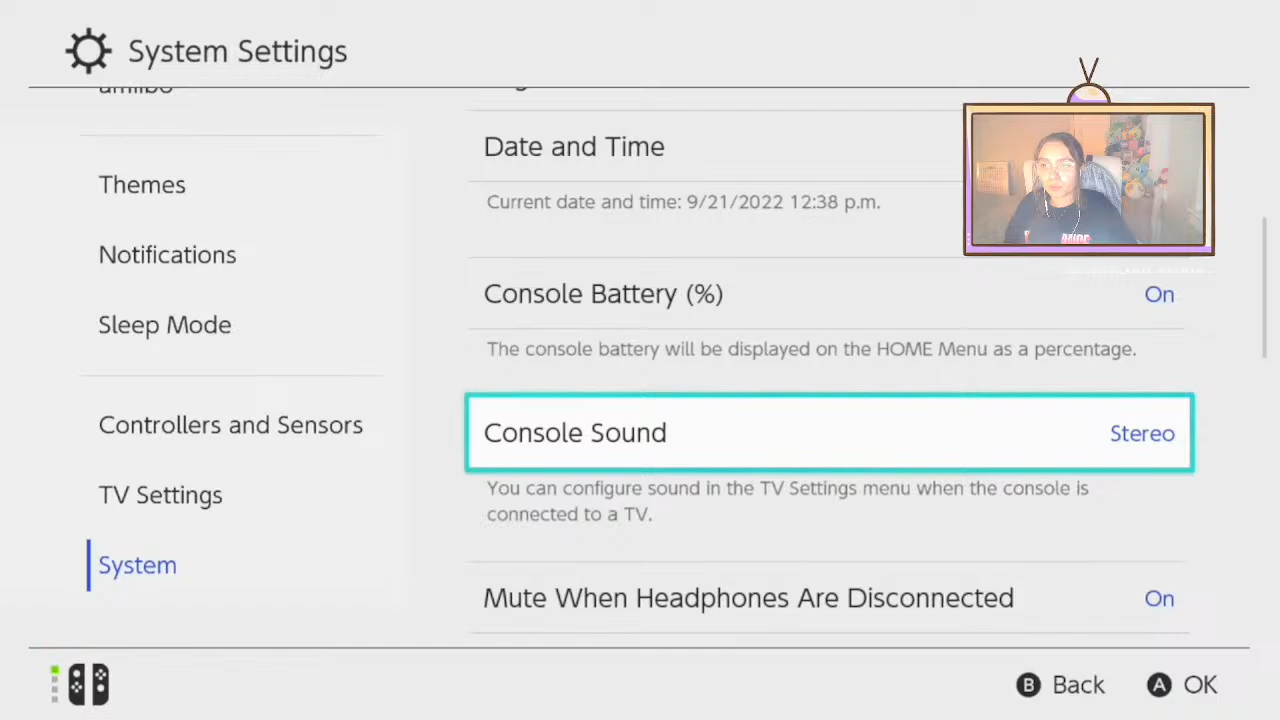 System Settings
amiibo
Themes
Notifications
Sleep Mode
Controllers and Sensors
TV Settings
System
Date and Time
Current date and time: 9/21/2022 12:38 p.m.
Console Battery (%) On
The console battery will be displayed on the HOME Menu as a percentage.
Console Sound Stereo
You can configure sound in the TV Settings menu when the console is
connected to a TV.
Mute When Headphones Are Disconnected On
B Back A OK